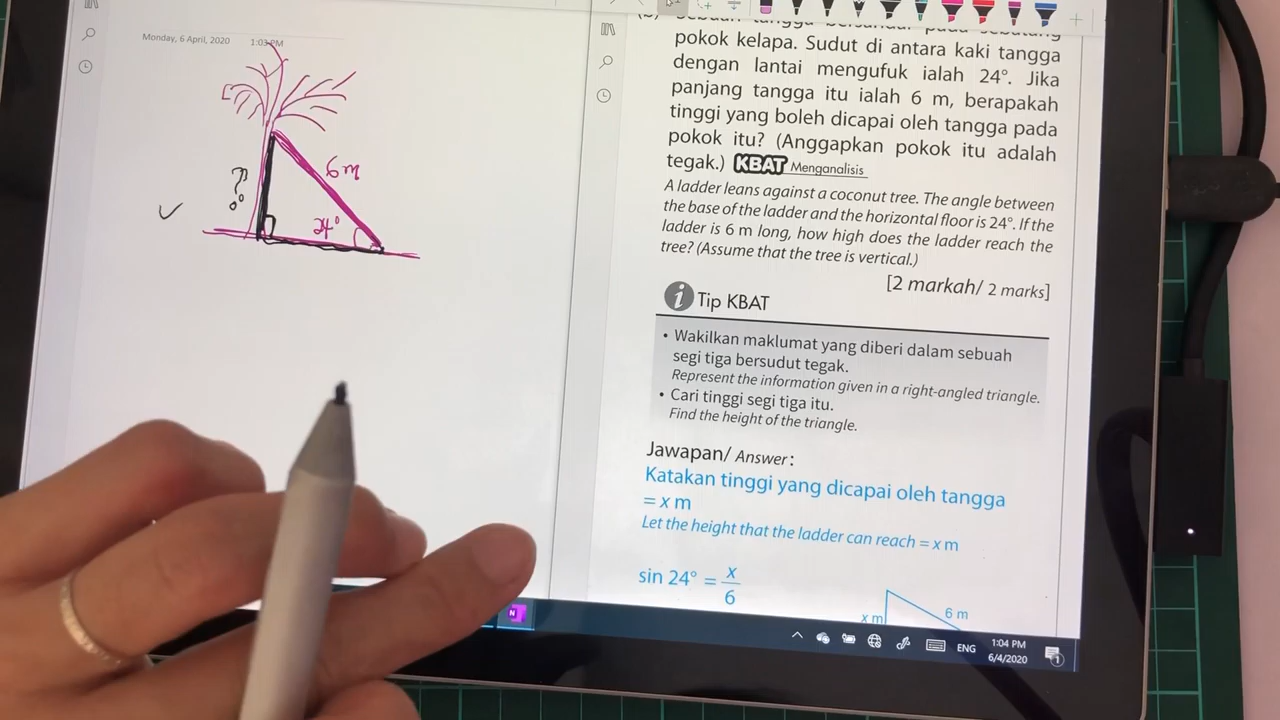 Monday, 6 April, 2020 1:03 PM
6m
??
24°
pokok kelapa. Sudut di antara kaki tangga
dengan lantai mengufuk ialah 24°. Jika
panjang tangga itu ialah 6 m, berapakah
tinggi yang boleh dicapai oleh tangga pada
pokok itu? (Anggapkan pokok itu adalah
tegak.) KBAT Menganalisis
A ladder leans against a coconut tree. The angle between
the base of the ladder and the horizontal floor is 24°. If the
ladder is 6 m long, how high does the ladder reach the
tree? (Assume that the tree is vertical.)
[2 markah/ 2 marks]
i Tip KBAT
• Wakilkan maklumat yang diberi dalam sebuah
segi tiga bersudut tegak.
Represent the information given in a right-angled triangle.
• Cari tinggi segi tiga itu.
Find the height of the triangle.
Jawapan/ Answer:
Katakan tinggi yang dicapai oleh tangga
= x m
Let the height that the ladder can reach = x m
sin 24° = x
6
x m 6 m
N
ENG
1:04 PM
6/4/2020
1